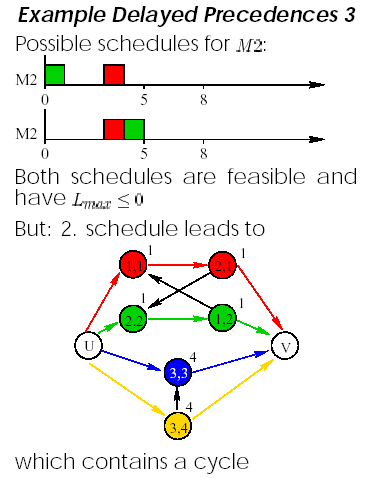 Example Delayed Precedences 3
Possible schedules for M2:
M2
0 5 8
M2
0 5 8
Both schedules are feasible and
have L_max ≤ 0
But: 2. schedule leads to
1 1
1,1 2,1
1 1
2,2 1,2
U V
4
3,3
4
3,4
which contains a cycle